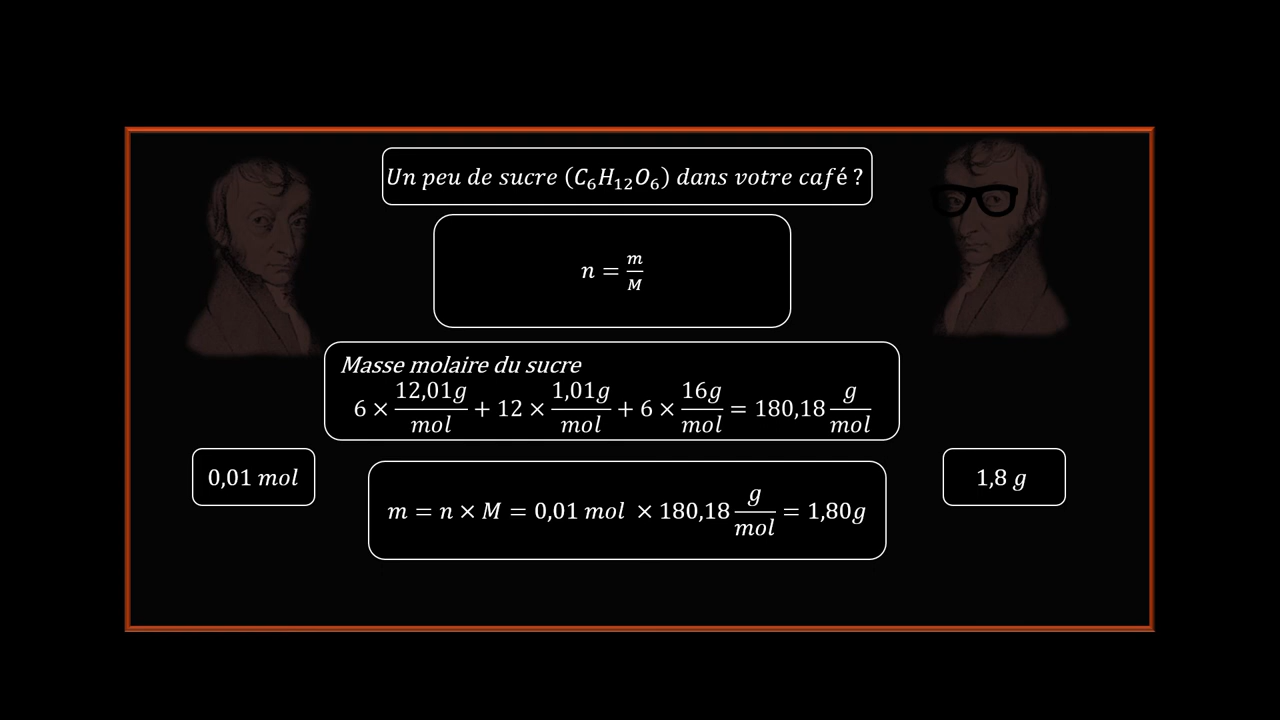 Un peu de sucre (C₆H₁₂O₆) dans votre café ?
n = m/M
Masse molaire du sucre
6 × 12,01g/mol + 12 × 1,01g/mol + 6 × 16g/mol = 180,18 g/mol
0,01 mol
1,8 g
m = n × M = 0,01 mol × 180,18 g/mol = 1,80g